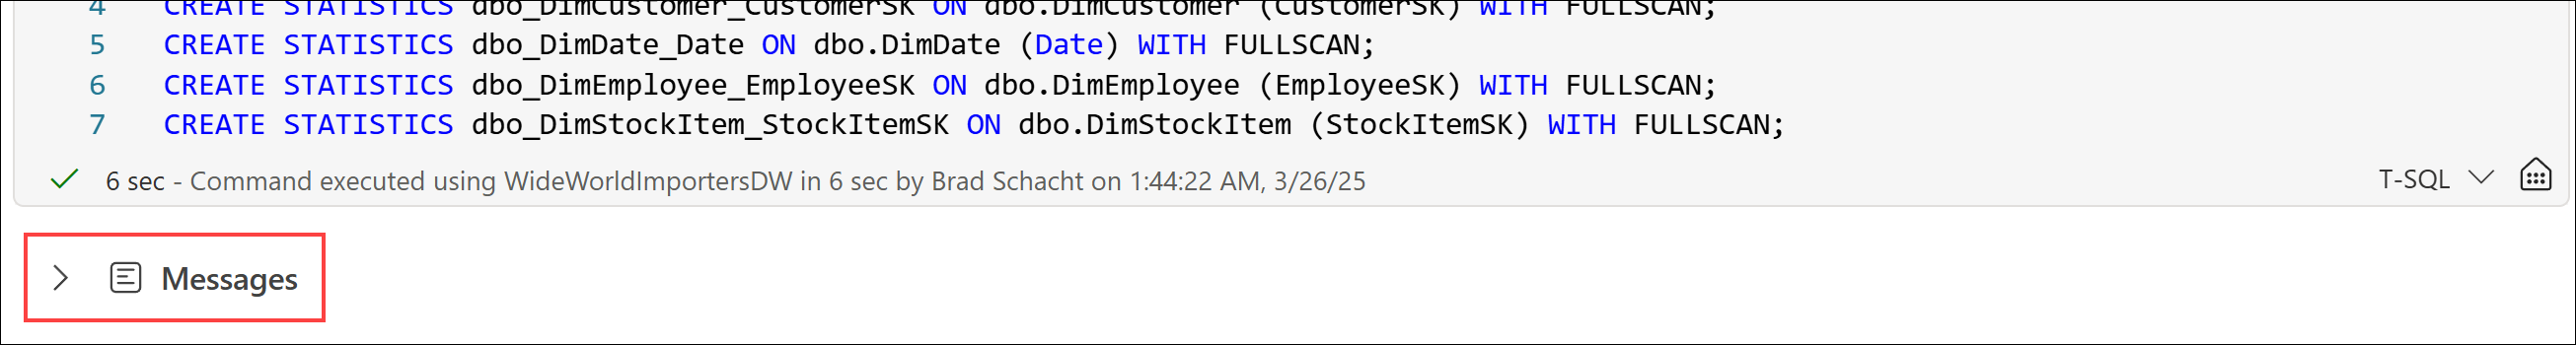 4 CREATE STATISTICS dbo_DimCustomer_CustomerSK ON dbo.DimCustomer (CustomerSK) WITH FULLSCAN;
5 CREATE STATISTICS dbo_DimDate_Date ON dbo.DimDate (Date) WITH FULLSCAN;
6 CREATE STATISTICS dbo_DimEmployee_EmployeeSK ON dbo.DimEmployee (EmployeeSK) WITH FULLSCAN;
7 CREATE STATISTICS dbo_DimStockItem_StockItemSK ON dbo.DimStockItem (StockItemSK) WITH FULLSCAN;
6 sec - Command executed using WideWorldImportersDW in 6 sec by Brad Schacht on 1:44:22 AM, 3/26/25 T-SQL
Messages